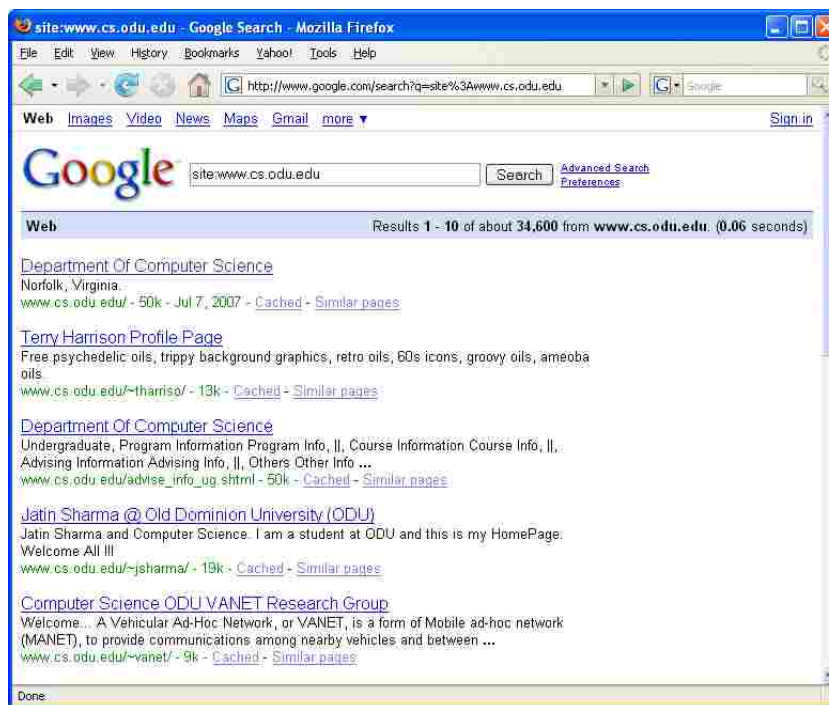 site:www.cs.odu.edu - Google Search - Mozilla Firefox
File Edit View History Bookmarks Yahoo! Tools Help
G http://www.google.com/search?q=site%3Awww.cs.odu.edu G Google
Web Images Video News Maps Gmail more ▼ Sign in
Google site:www.cs.odu.edu Search Advanced Search
Preferences
Web Results 1 - 10 of about 34,600 from www.cs.odu.edu. (0.06 seconds)
Department Of Computer Science
Norfolk, Virginia.
www.cs.odu.edu/ - 50k - Jul 7, 2007 - Cached - Similar pages
Terry Harrison Profile Page
Free psychedelic oils, trippy background graphics, retro oils, 60s icons, groovy oils, ameoba
oils.
www.cs.odu.edu/~tharriso/ - 13k - Cached - Similar pages
Department Of Computer Science
Undergraduate, Program Information Program Info, ||, Course Information Course Info, ||,
Advising Information Advising Info, ||, Others Other Info ...
www.cs.odu.edu/advise_info_ug.shtml - 50k - Cached - Similar pages
Jatin Sharma @ Old Dominion University (ODU)
Jatin Sharma and Computer Science. I am a student at ODU and this is my HomePage.
Welcome All !!!
www.cs.odu.edu/~jsharma/ - 19k - Cached - Similar pages
Computer Science ODU VANET Research Group
Welcome... A Vehicular Ad-Hoc Network, or VANET, is a form of Mobile ad-hoc network
(MANET), to provide communications among nearby vehicles and between ...
www.cs.odu.edu/~vanet/ - 9k - Cached - Similar pages
Done